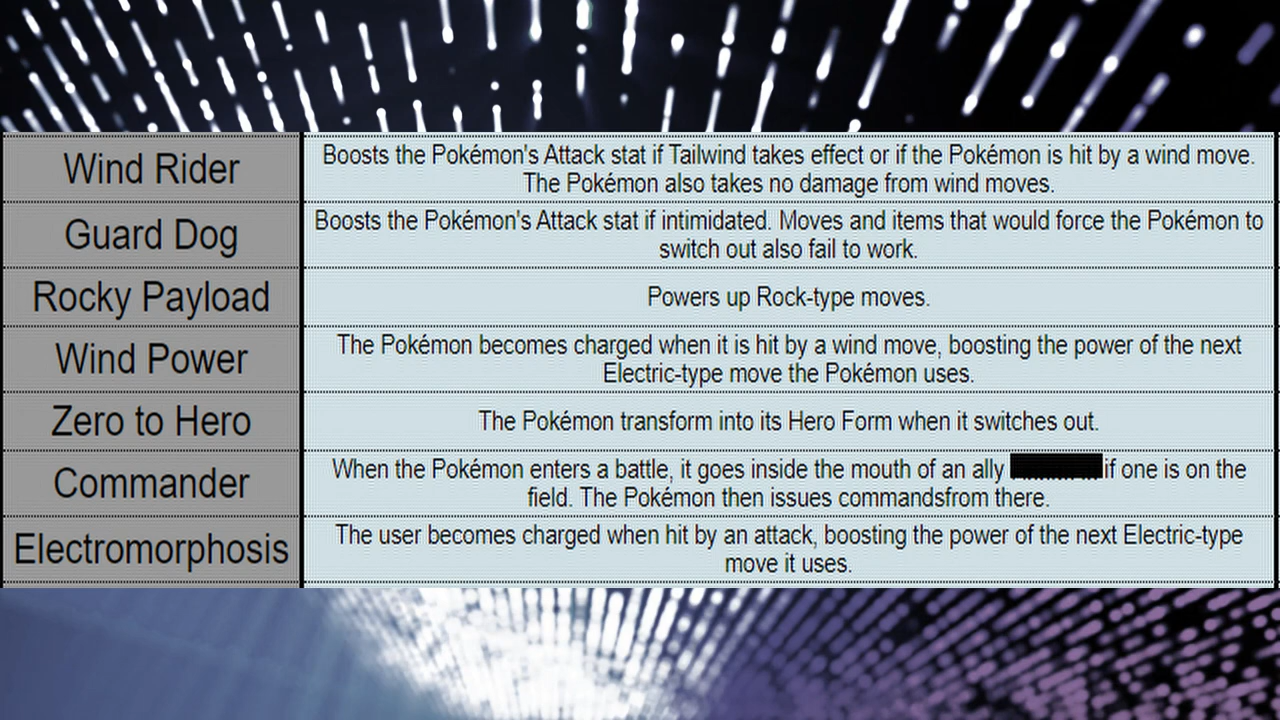 Wind Rider
Boosts the Pokémon's Attack stat if Tailwind takes effect or if the Pokémon is hit by a wind move.
The Pokémon also takes no damage from wind moves.
Guard Dog
Boosts the Pokémon's Attack stat if intimidated. Moves and items that would force the Pokémon to
switch out also fail to work.
Rocky Payload
Powers up Rock-type moves.
Wind Power
The Pokémon becomes charged when it is hit by a wind move, boosting the power of the next
Electric-type move the Pokémon uses.
Zero to Hero
The Pokémon transform into its Hero Form when it switches out.
Commander
When the Pokémon enters a battle, it goes inside the mouth of an ally if one is on the
field. The Pokémon then issues commandsfrom there.
Electromorphosis
The user becomes charged when hit by an attack, boosting the power of the next Electric-type
move it uses.